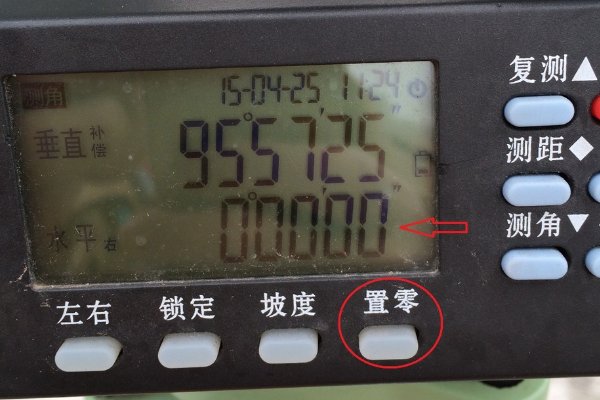 测角 15-04-25 11:24
垂直 补偿 95°57'25"
水平右 0°00'00"
复测▲
测距◆
测角▼
左右 锁定 坡度 置零